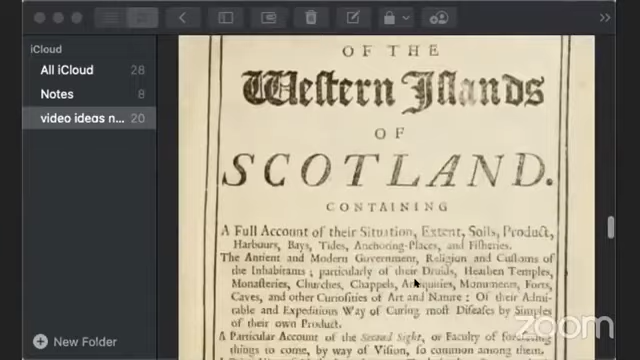 iCloud
All iCloud 28
Notes 8
video ideas n... 20
New Folder
OF THE
Western Islands
OF
SCOTLAND.
CONTAINING
A Full Account of their Situation, Extent, Soils, Product,
Harbours, Bays, Tides, Anchoring-Places, and Fisheries.
The Antient and Modern Government, Religion and Customs of
the Inhabitants; particularly of their Druids, Heathen Temples,
Monasteries, Churches, Chappels, Antiquities, Monuments, Forts,
Caves, and other Curiosities of Art and Nature: Of their Admi-
rable and Expeditious Way of Curing most Diseases by Simples
of their own Product.
A Particular Account of the Second Sight, or Faculty of foreseeing
things to come, by way of Vision, so common among them.
zoom